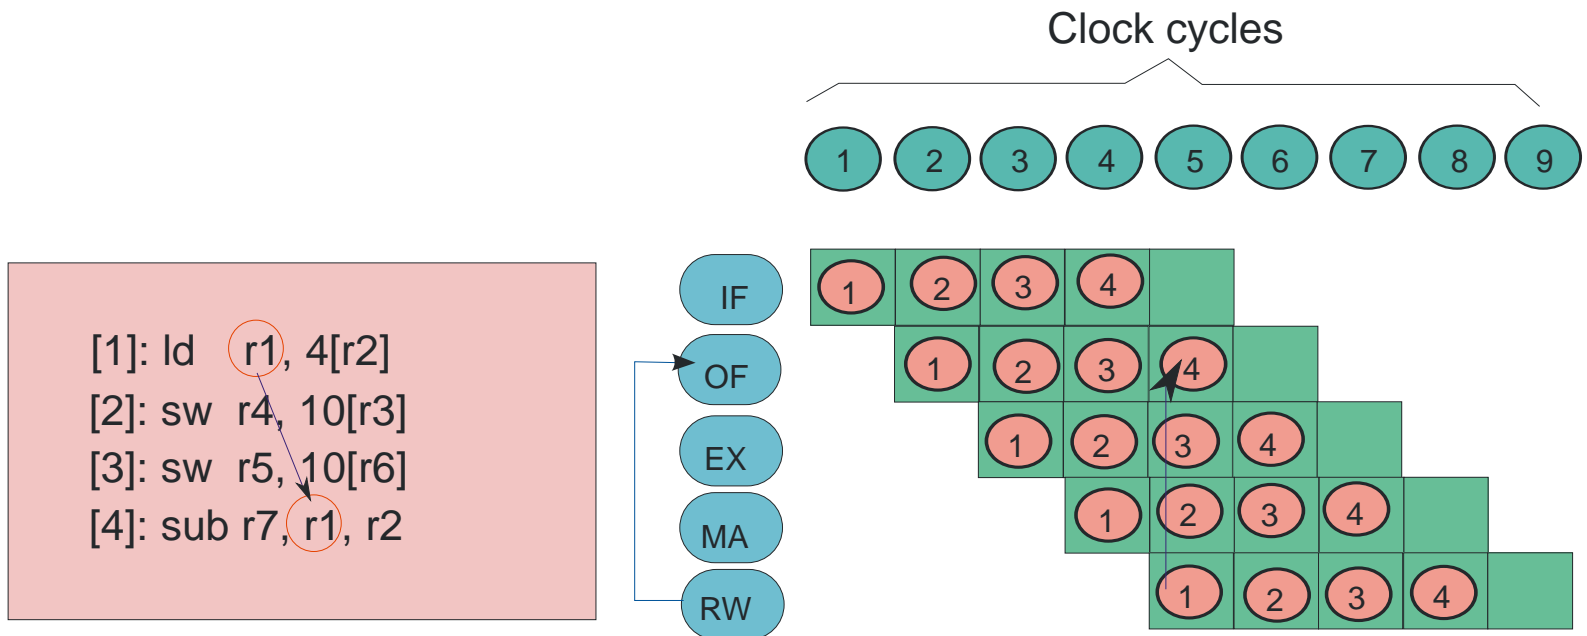 Clock cycles
1 2 3 4 5 6 7 8 9
[1]: ld r1, 4[r2]
[2]: sw r4, 10[r3]
[3]: sw r5, 10[r6]
[4]: sub r7, r1, r2
IF 1 2 3 4
OF 1 2 3 4
EX 1 2 3 4
MA 1 2 3 4
RW 1 2 3 4